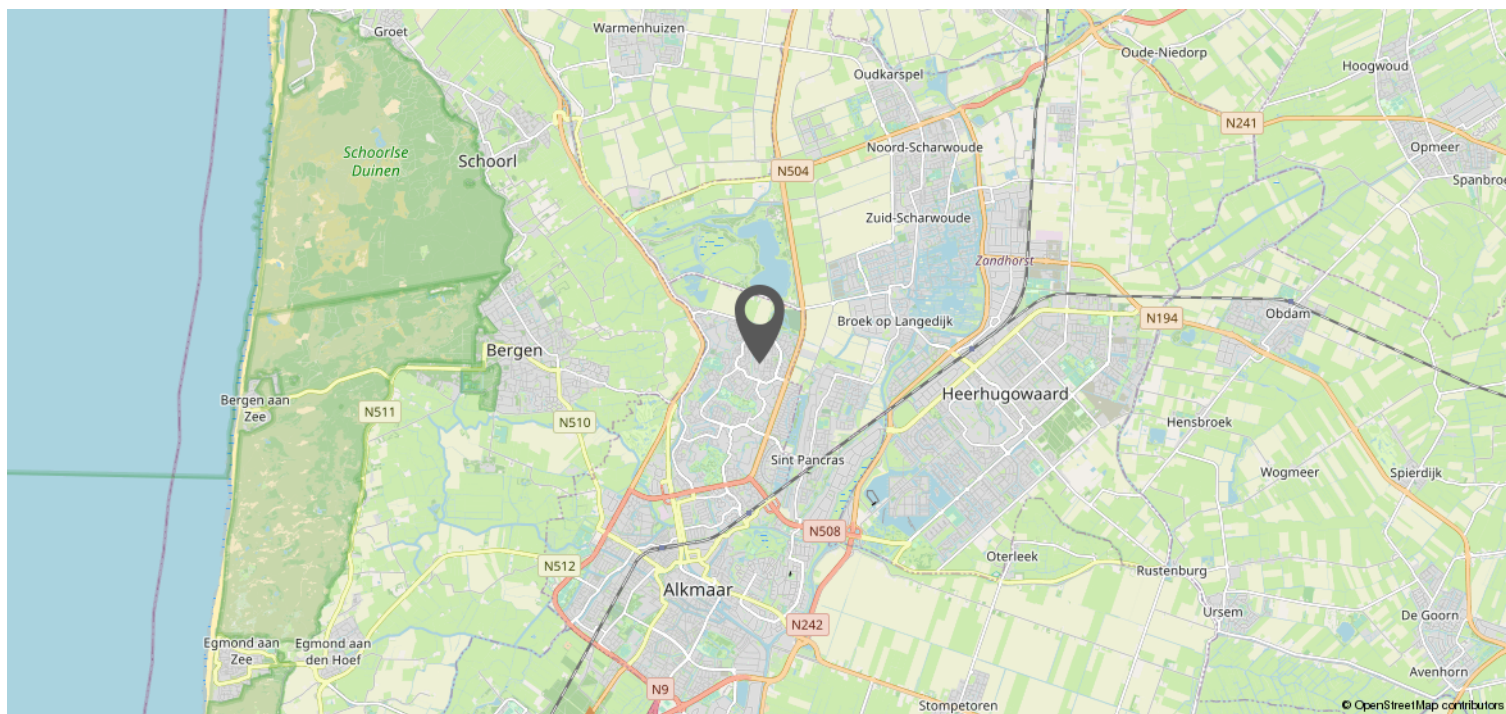 Groet
Warmenhuizen
Oude-Niedorp
Hoogwoud
Oudkarspel
N241
Opmeer
Noord-Scharwoude
Schoorlse
Duinen
Schoorl
N504
Spanbroe
Zuid-Scharwoude
Zandhorst
Obdam
N194
Broek op Langedijk
Bergen
Heerhugowaard
Bergen aan
Zee
N511
N510
Hensbroek
Sint Pancras
Wogmeer
Spierdijk
N508
Oterleek
N512
Rustenburg
Alkmaar
Ursem
De Goorn
N242
Egmond aan
Zee
Egmond aan
den Hoef
Avenhorn
N9
Stompetoren
© OpenStreetMap contributors